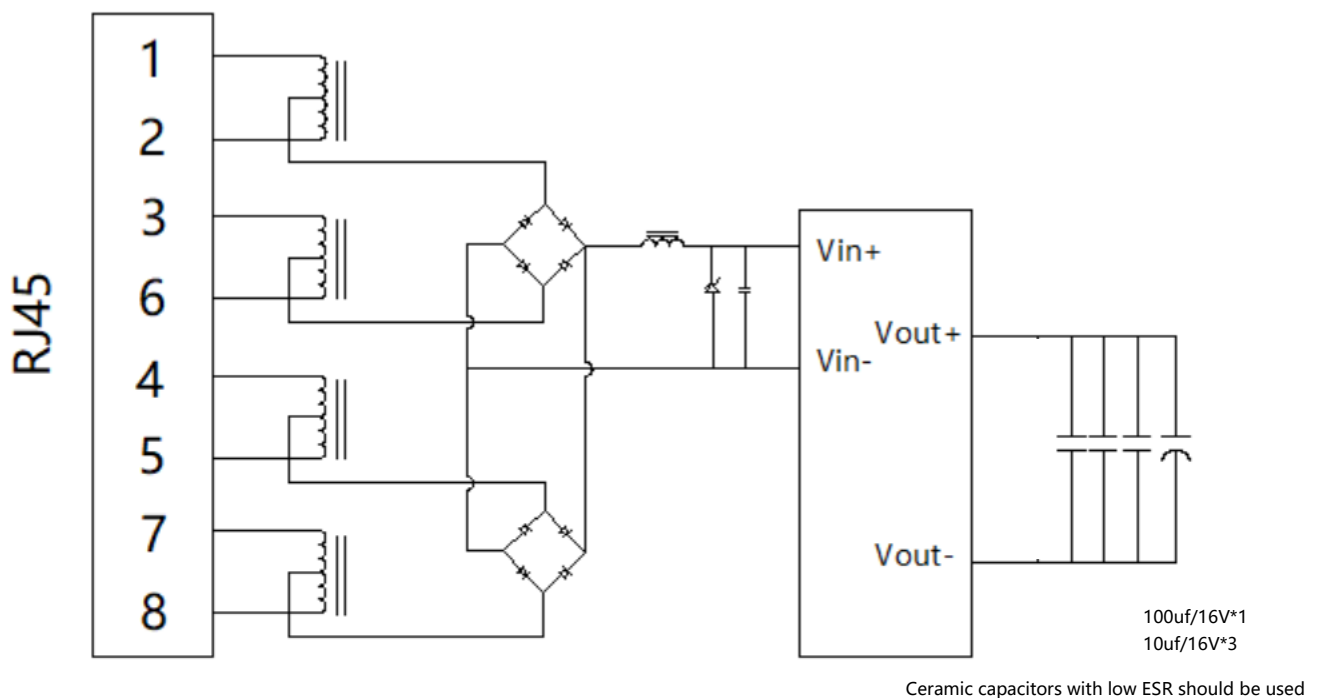 RJ45
1
2
3
6
4
5
7
8
Vin+
Vin-
Vout+
Vout-
100uf/16V*1
10uf/16V*3
Ceramic capacitors with low ESR should be used